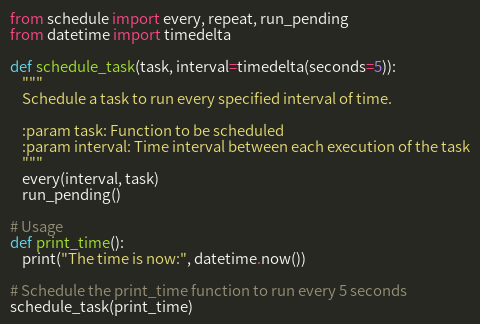 from schedule import every, repeat, run_pending
from datetime import timedelta
def schedule_task(task, interval=timedelta(seconds=5)):
"""
Schedule a task to run every specified interval of time.
:param task: Function to be scheduled
:param interval: Time interval between each execution of the task
"""
every(interval, task)
run_pending()
# Usage
def print_time():
print("The time is now:", datetime.now())
# Schedule the print_time function to run every 5 seconds
schedule_task(print_time)